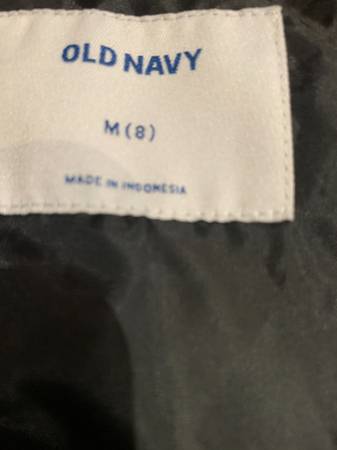 OLD NAVY
M (8)
MADE IN INDONESIA